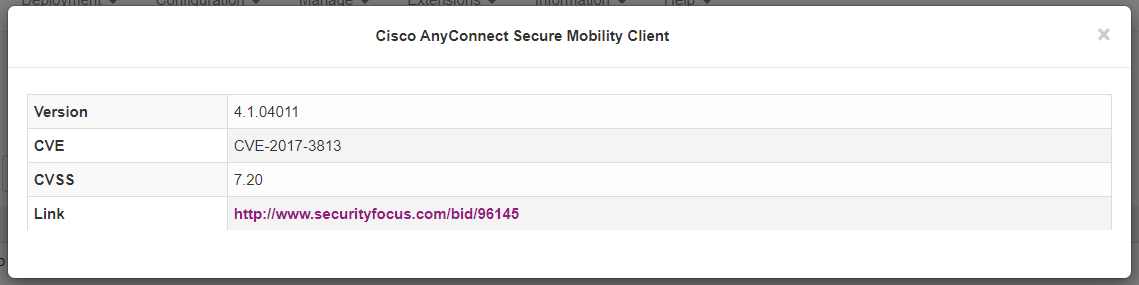 Deployment Configuration Manage Extensions Information Help
Cisco AnyConnect Secure Mobility Client ×
Version 4.1.04011
CVE CVE-2017-3813
CVSS 7.20
Link http://www.securityfocus.com/bid/96145